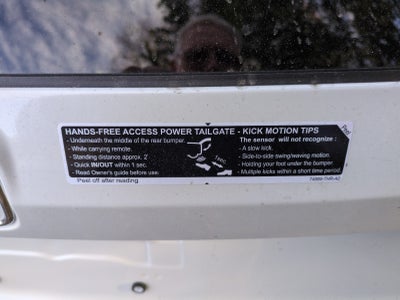 HANDS-FREE ACCESS POWER TAILGATE - KICK MOTION TIPS
- Underneath the middle of the rear bumper.
- While carrying remote.
- Standing distance approx. 2'
- Quick IN/OUT within 1 sec.
- Read Owner's guide before use.
1 sec.
The sensor will not recognize :
- A slow kick.
- Side-to-side swing/waving motion.
- Holding your foot under the bumper.
- Multiple kicks within a short time period.
Peel off after reading.